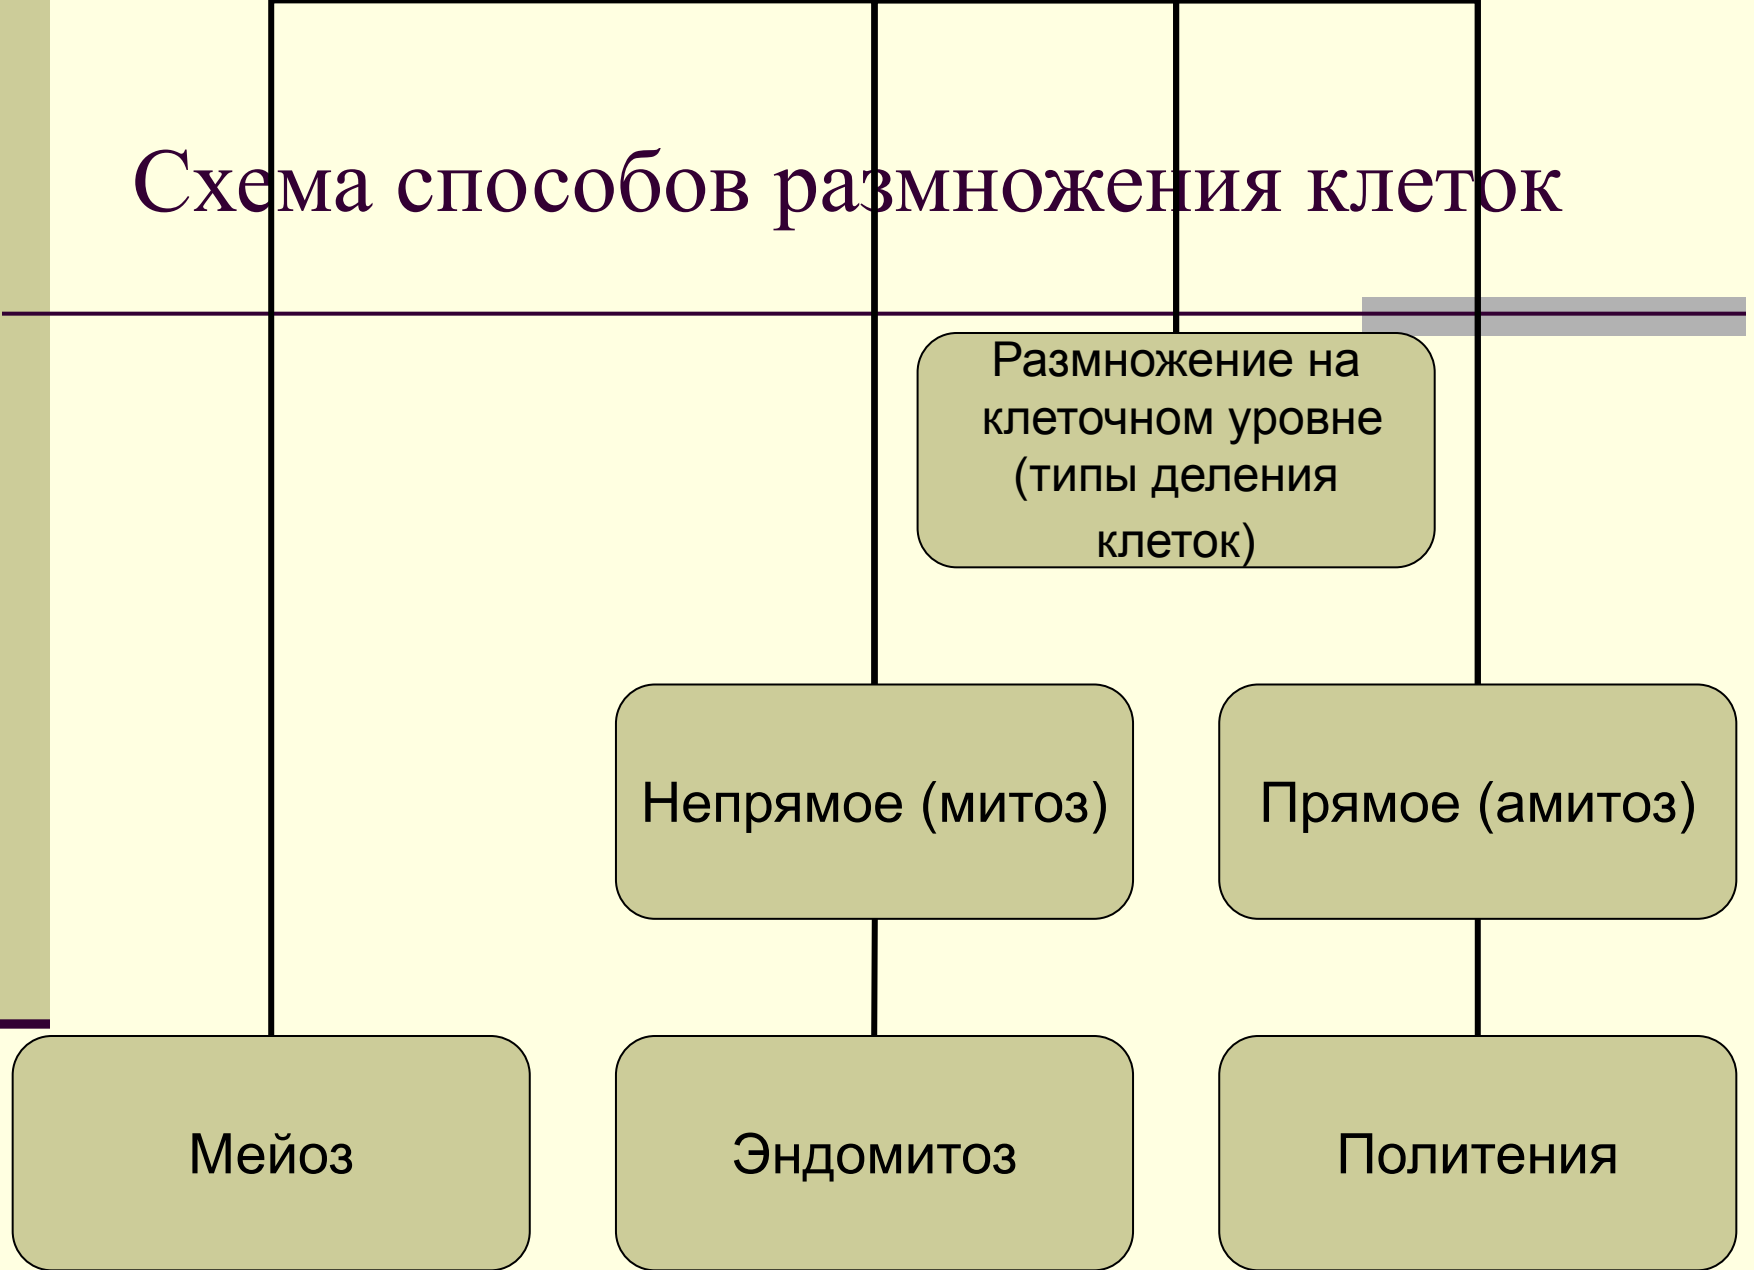 Схема способов размножения клеток
Размножение на
клеточном уровне
(типы деления
клеток)
Непрямое (митоз)
Прямое (амитоз)
Мейоз
Эндомитоз
Политения